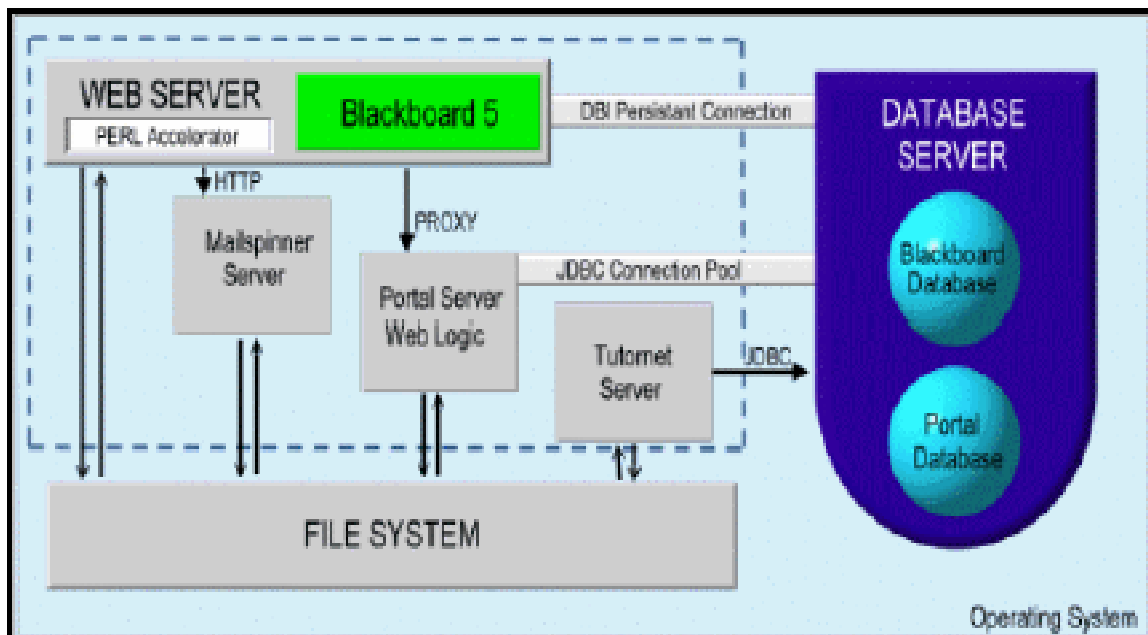 WEB SERVER
PERL Accelerator
Blackboard 5
DBI Persistant Connection
DATABASE
SERVER
HTTP
PROXY
Mailspinner
Server
Portal Server
Web Logic
JDBC Connection Pool
Tutornet
Server
JDBC
Blackboard
Database
Portal
Database
FILE SYSTEM
Operating System